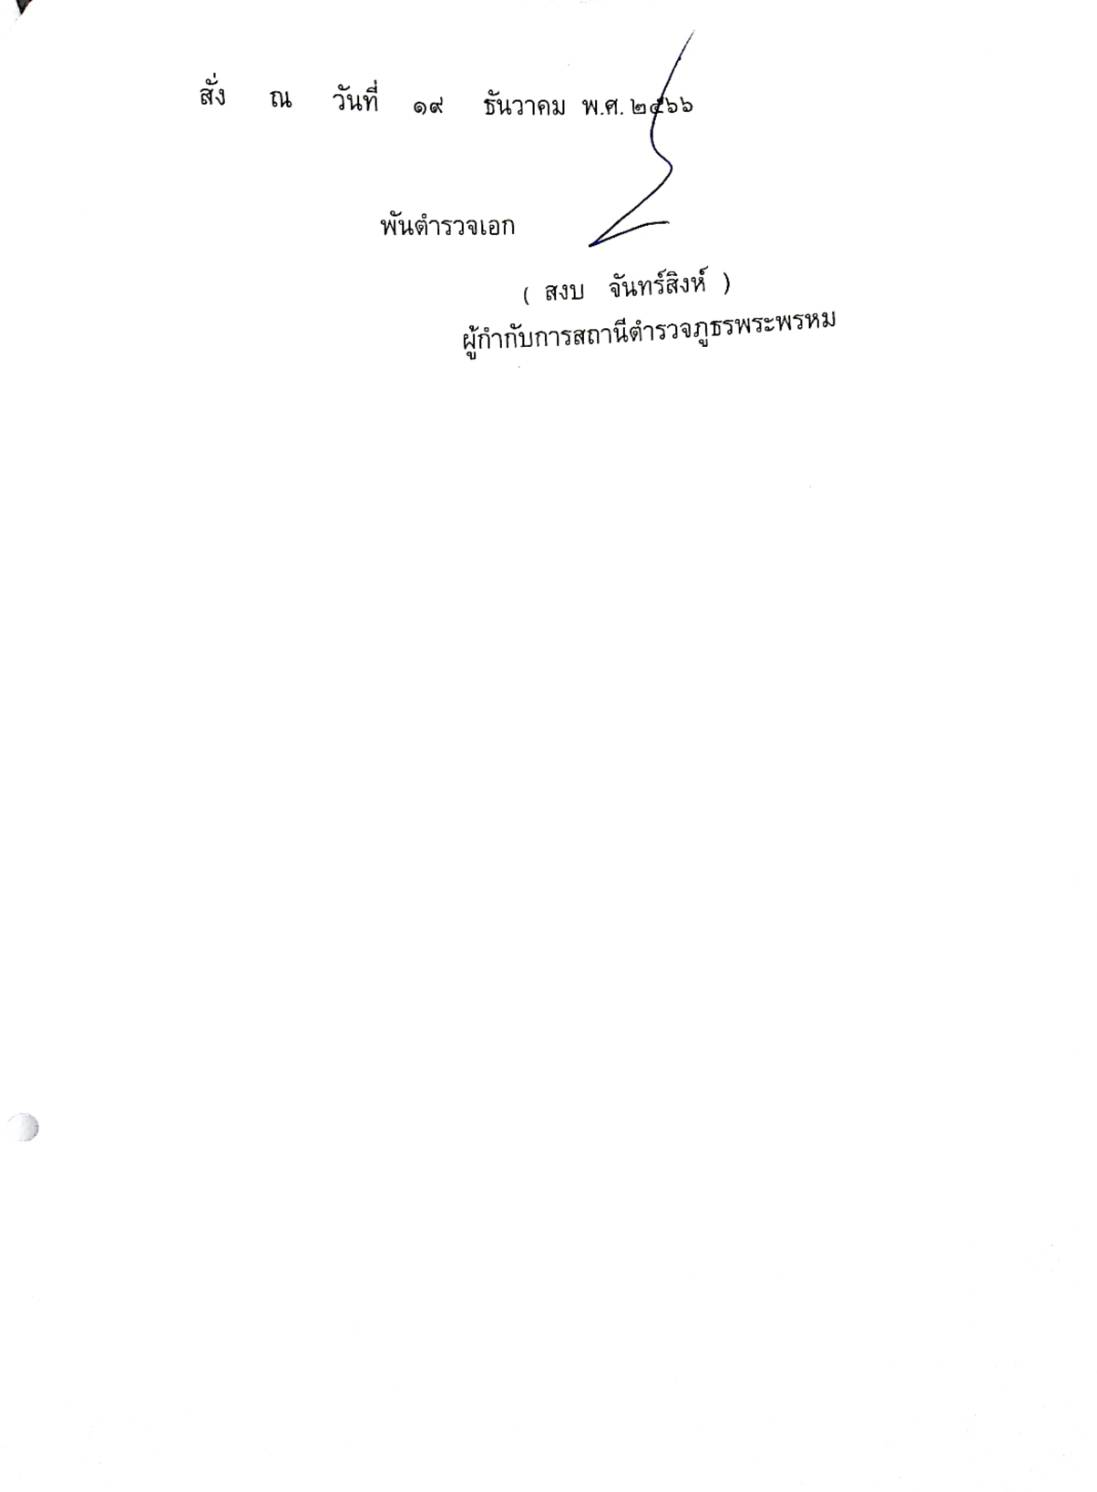 สั่ง ณ วันที่ ๑๙ ธันวาคม พ.ศ. ๒๕๖๖
พันตำรวจเอก
( สงบ จันทร์สิงห์ )
ผู้กำกับการสถานีตำรวจภูธรพระพรหม